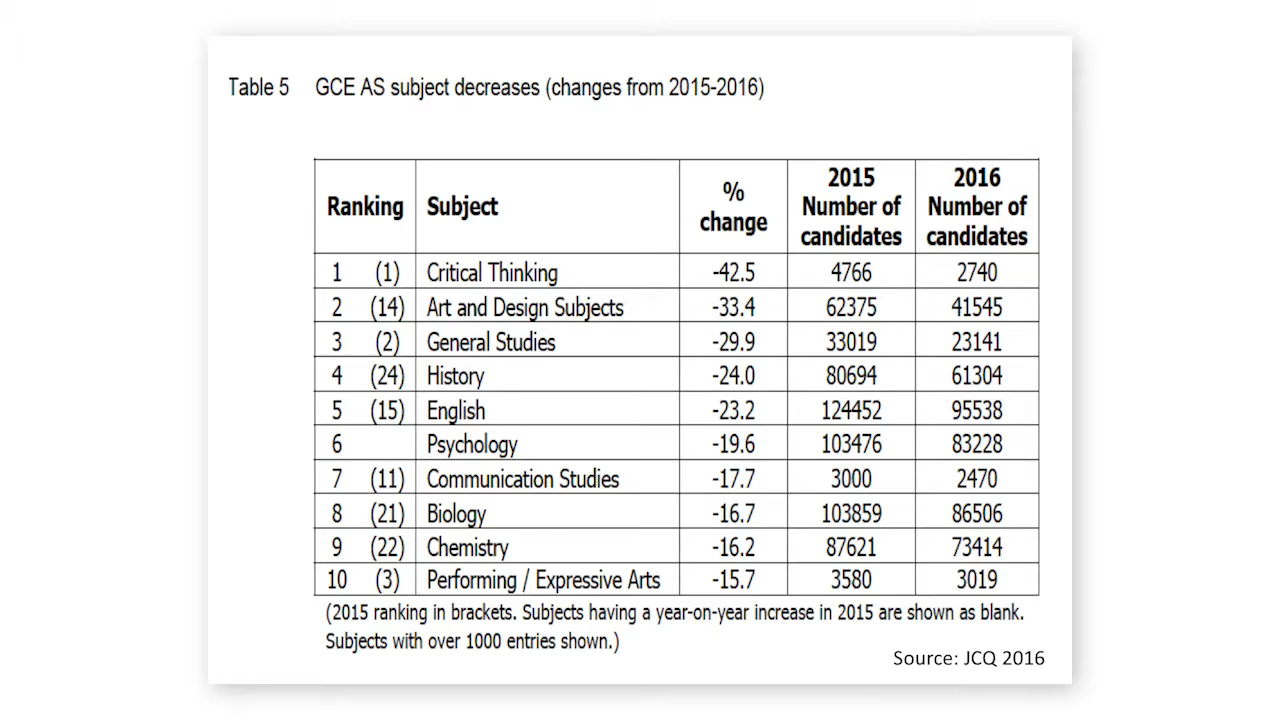 Table 5 GCE AS subject decreases (changes from 2015-2016)
Ranking Subject % change 2015 Number of candidates 2016 Number of candidates
1 (1) Critical Thinking -42.5 4766 2740
2 (14) Art and Design Subjects -33.4 62375 41545
3 (2) General Studies -29.9 33019 23141
4 (24) History -24.0 80694 61304
5 (15) English -23.2 124452 95538
6 Psychology -19.6 103476 83228
7 (11) Communication Studies -17.7 3000 2470
8 (21) Biology -16.7 103859 86506
9 (22) Chemistry -16.2 87621 73414
10 (3) Performing / Expressive Arts -15.7 3580 3019
(2015 ranking in brackets. Subjects having a year-on-year increase in 2015 are shown as blank.
Subjects with over 1000 entries shown.)
Source: JCQ 2016